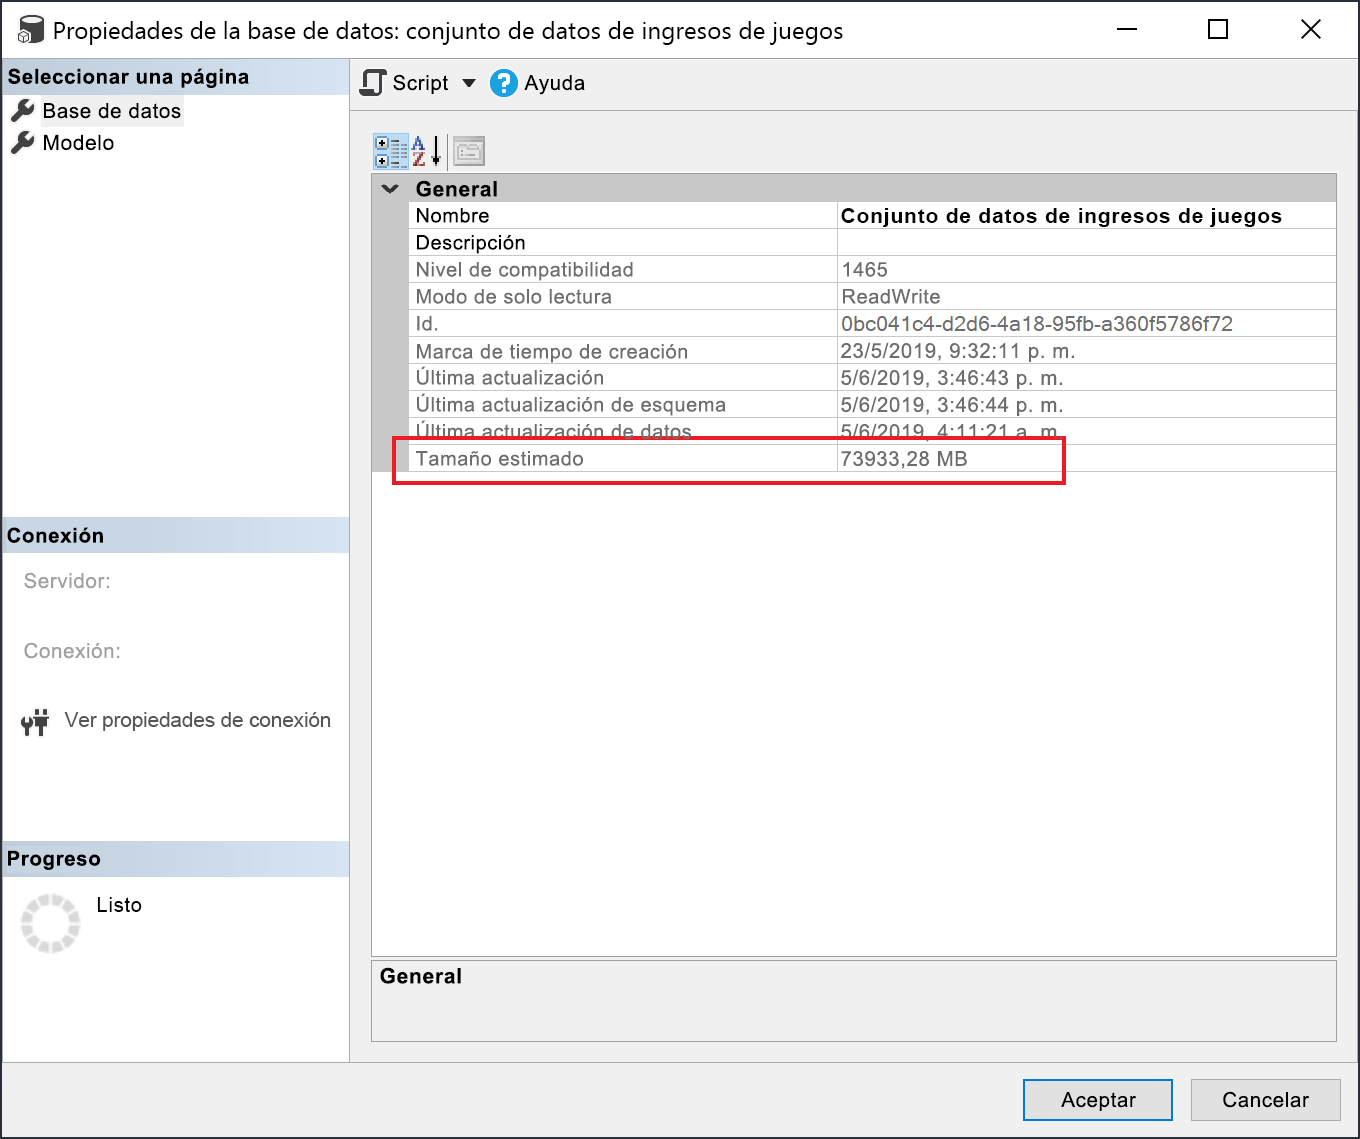 Propiedades de la base de datos: conjunto de datos de ingresos de juegos
Seleccionar una página
Base de datos
Modelo
Script
Ayuda
General
Nombre Conjunto de datos de ingresos de juegos
Descripción
Nivel de compatibilidad 1465
Modo de solo lectura ReadWrite
Id. 0bc041c4-d2d6-4a18-95fb-a360f5786f72
Marca de tiempo de creación 23/5/2019, 9:32:11 p. m.
Última actualización 5/6/2019, 3:46:43 p. m.
Última actualización de esquema 5/6/2019, 3:46:44 p. m.
Última actualización de datos 5/6/2019, 4:11:21 a. m.
Tamaño estimado 73933,28 MB
Conexión
Servidor:
Conexión:
Ver propiedades de conexión
Progreso
Listo
General
Aceptar
Cancelar